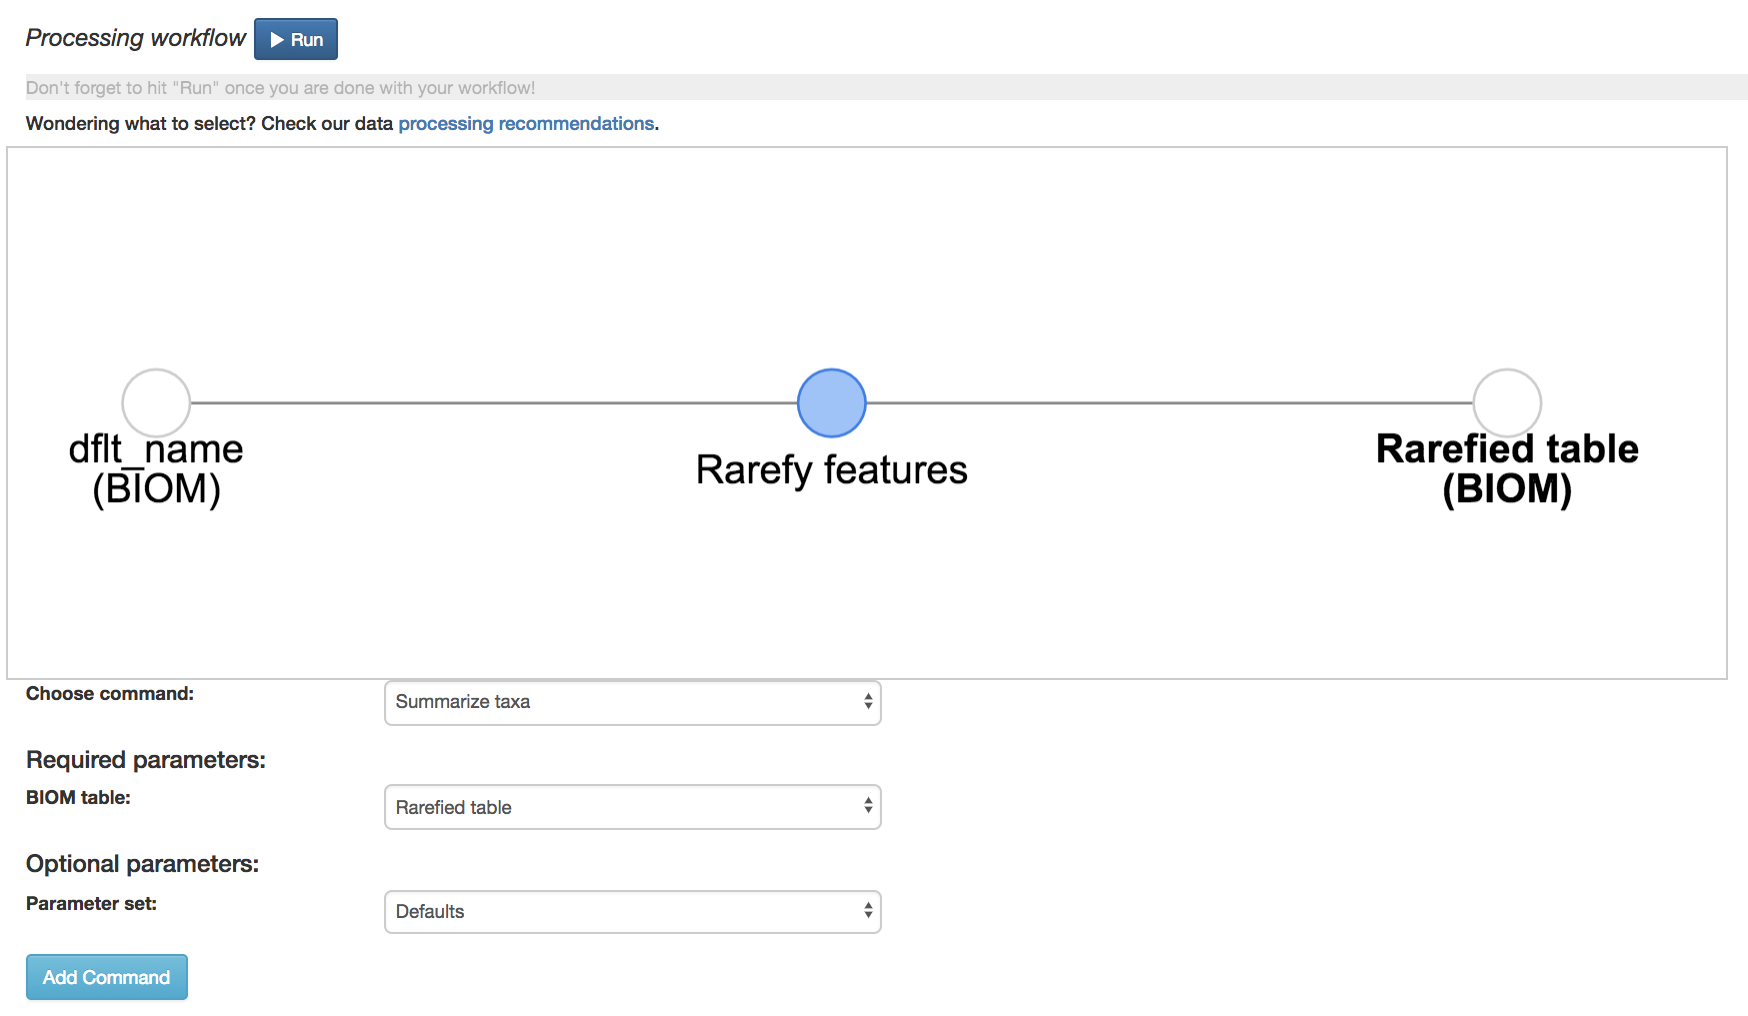 Processing workflow Run
Don't forget to hit "Run" once you are done with your workflow!
Wondering what to select? Check our data processing recommendations.
dflt_name
(BIOM)
Rarefy features
Rarefied table
(BIOM)
Choose command: Summarize taxa
Required parameters:
BIOM table: Rarefied table
Optional parameters:
Parameter set: Defaults
Add Command